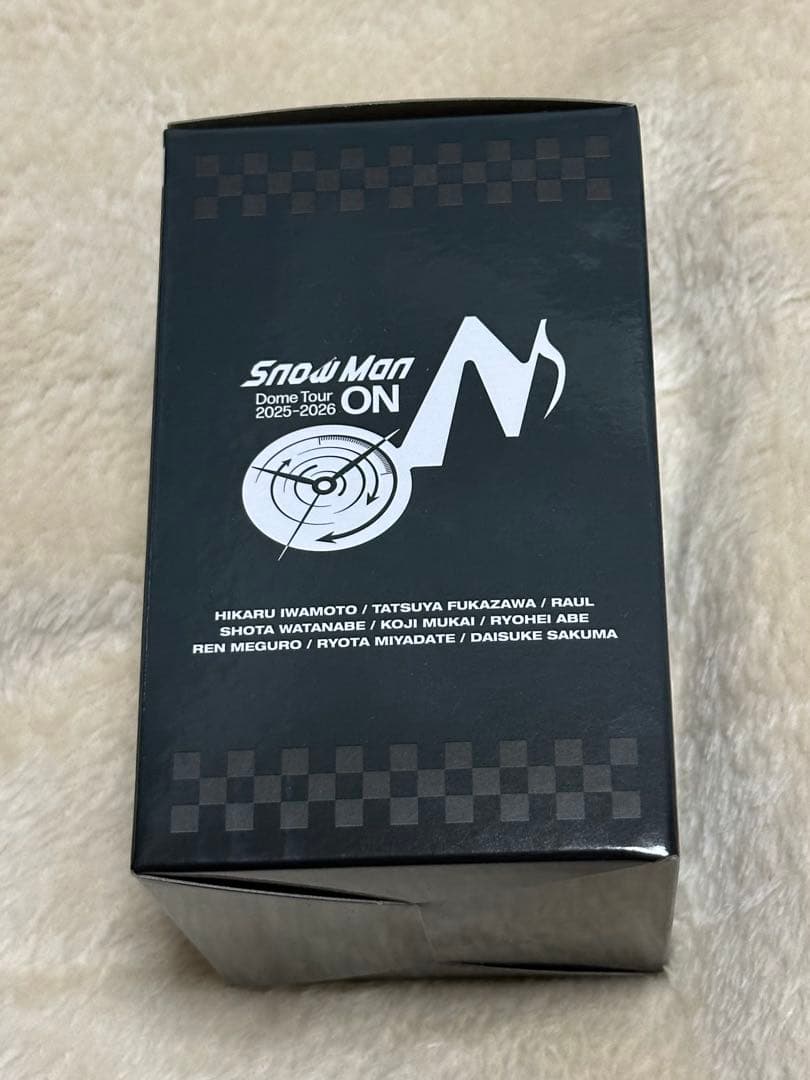 Snow Man
Dome Tour
2025-2026 ON
HIKARU IWAMOTO / TATSUYA FUKAZAWA / RAUL
SHOTA WATANABE / KOJI MUKAI / RYOHEI ABE
REN MEGURO / RYOTA MIYADATE / DAISUKE SAKUMA